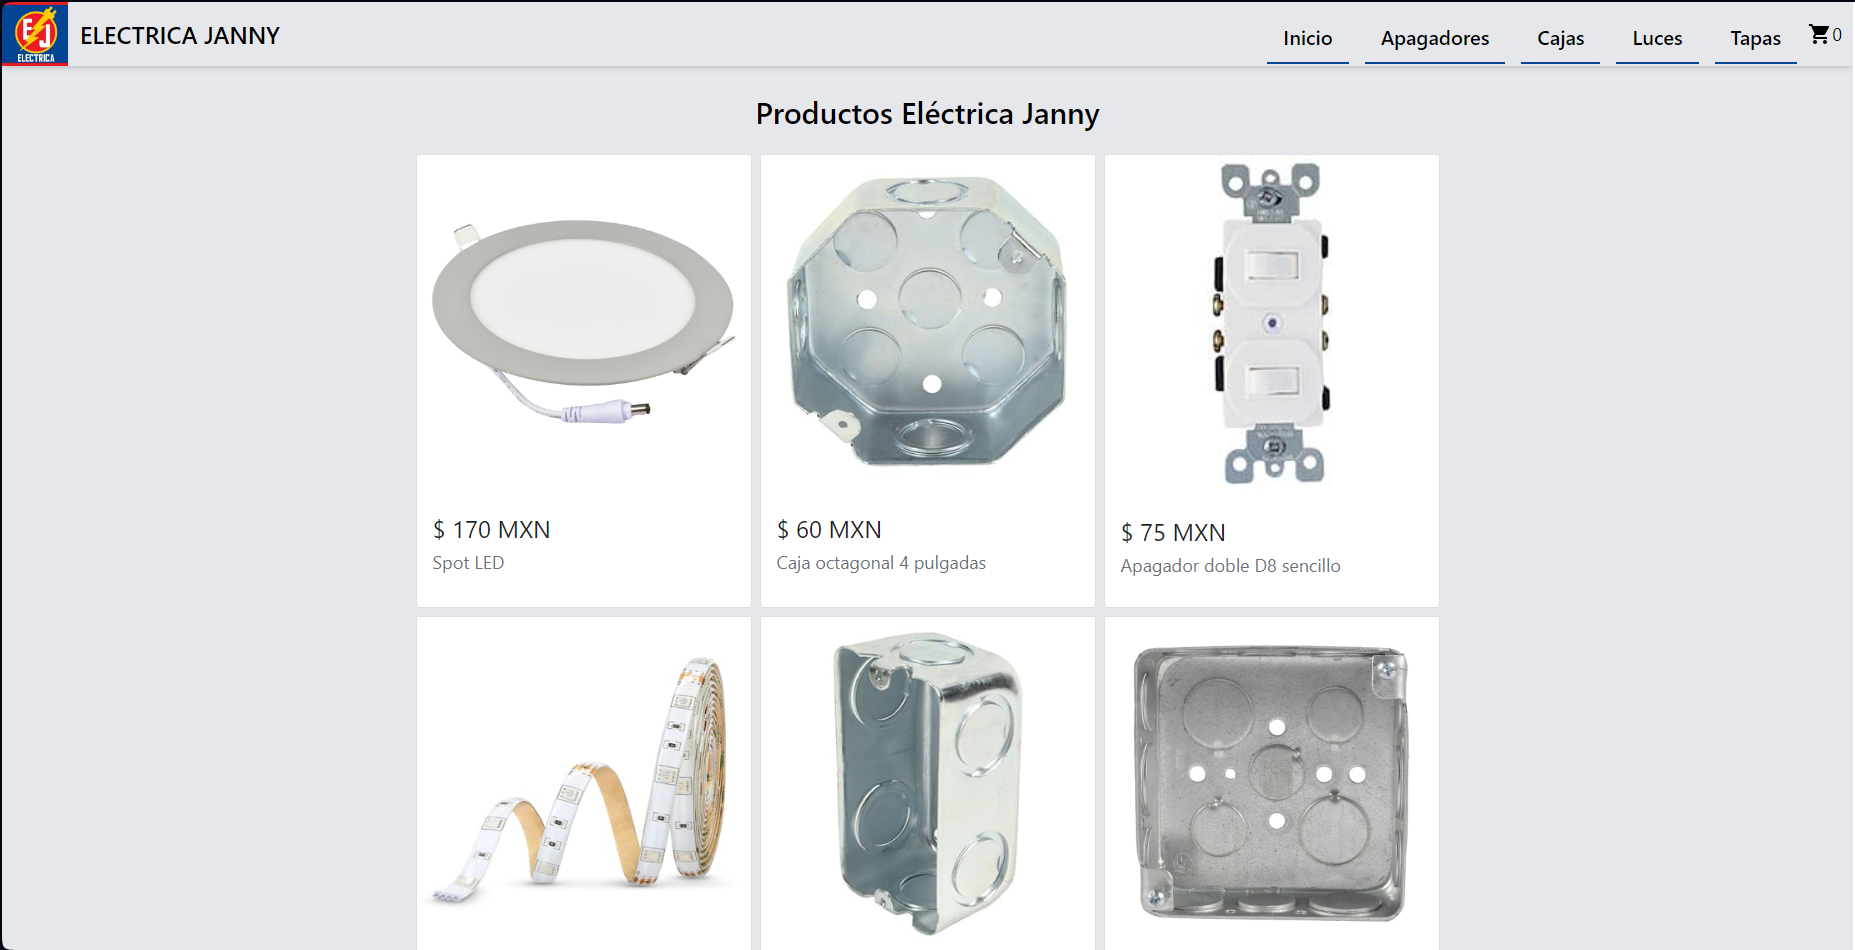 EJ
ELECTRICA
ELECTRICA JANNY
Inicio
Apagadores
Cajas
Luces
Tapas
0
Productos Eléctrica Janny
$ 170 MXN
Spot LED
$ 60 MXN
Caja octagonal 4 pulgadas
$ 75 MXN
Apagador doble D8 sencillo